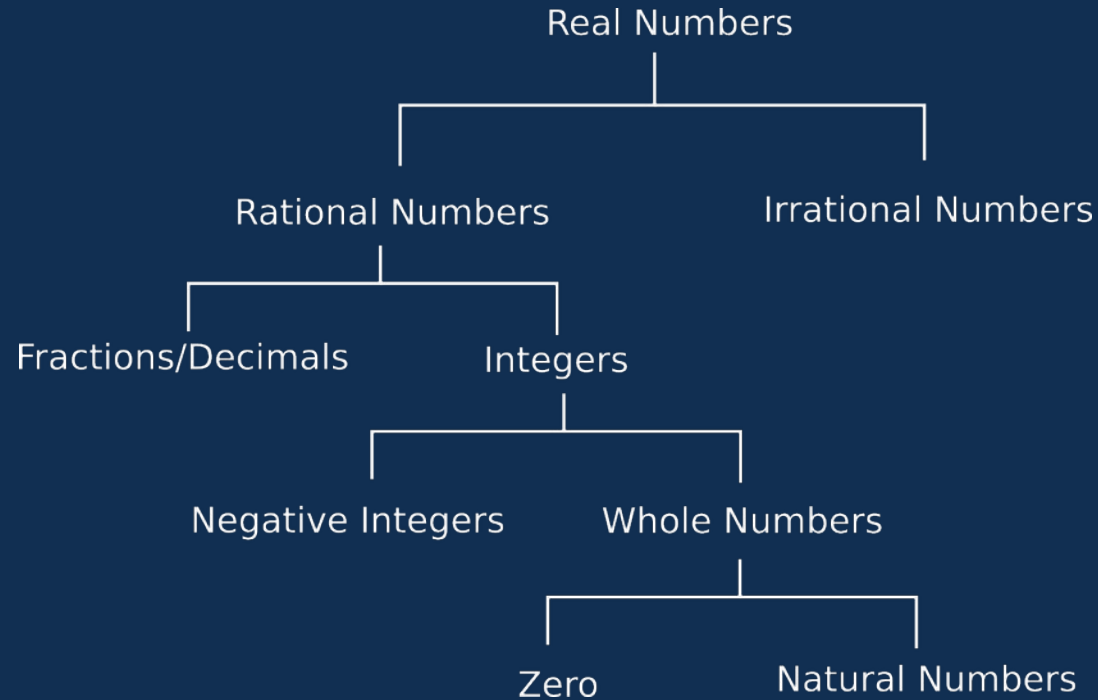 Real Numbers
Rational Numbers
Irrational Numbers
Fractions/Decimals
Integers
Negative Integers
Whole Numbers
Zero
Natural Numbers